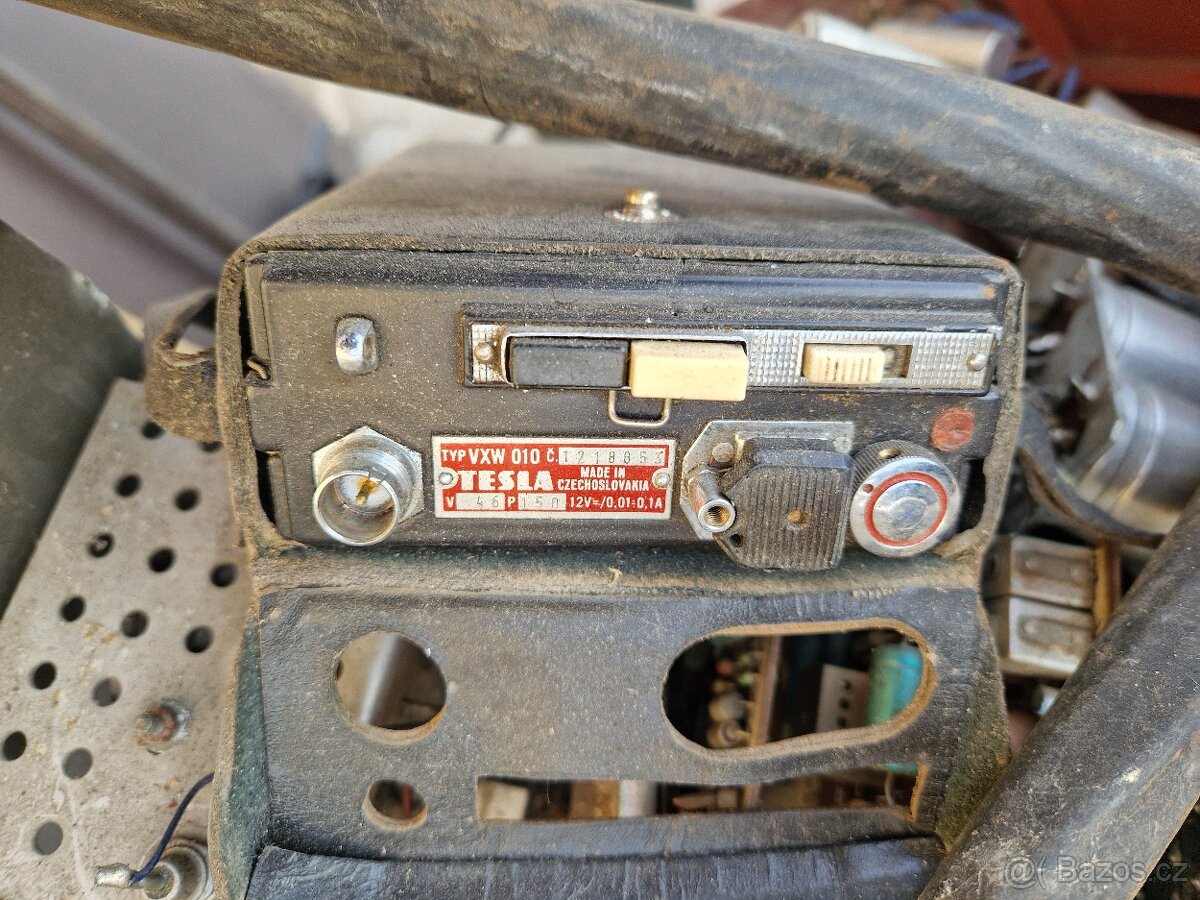 TYP VXW 010 Č. 1218853
TESLA MADE IN CZECHOSLOVAKIA
V 46 P 150 12V⎓/0,01÷0,1A
@( Bazos.cz